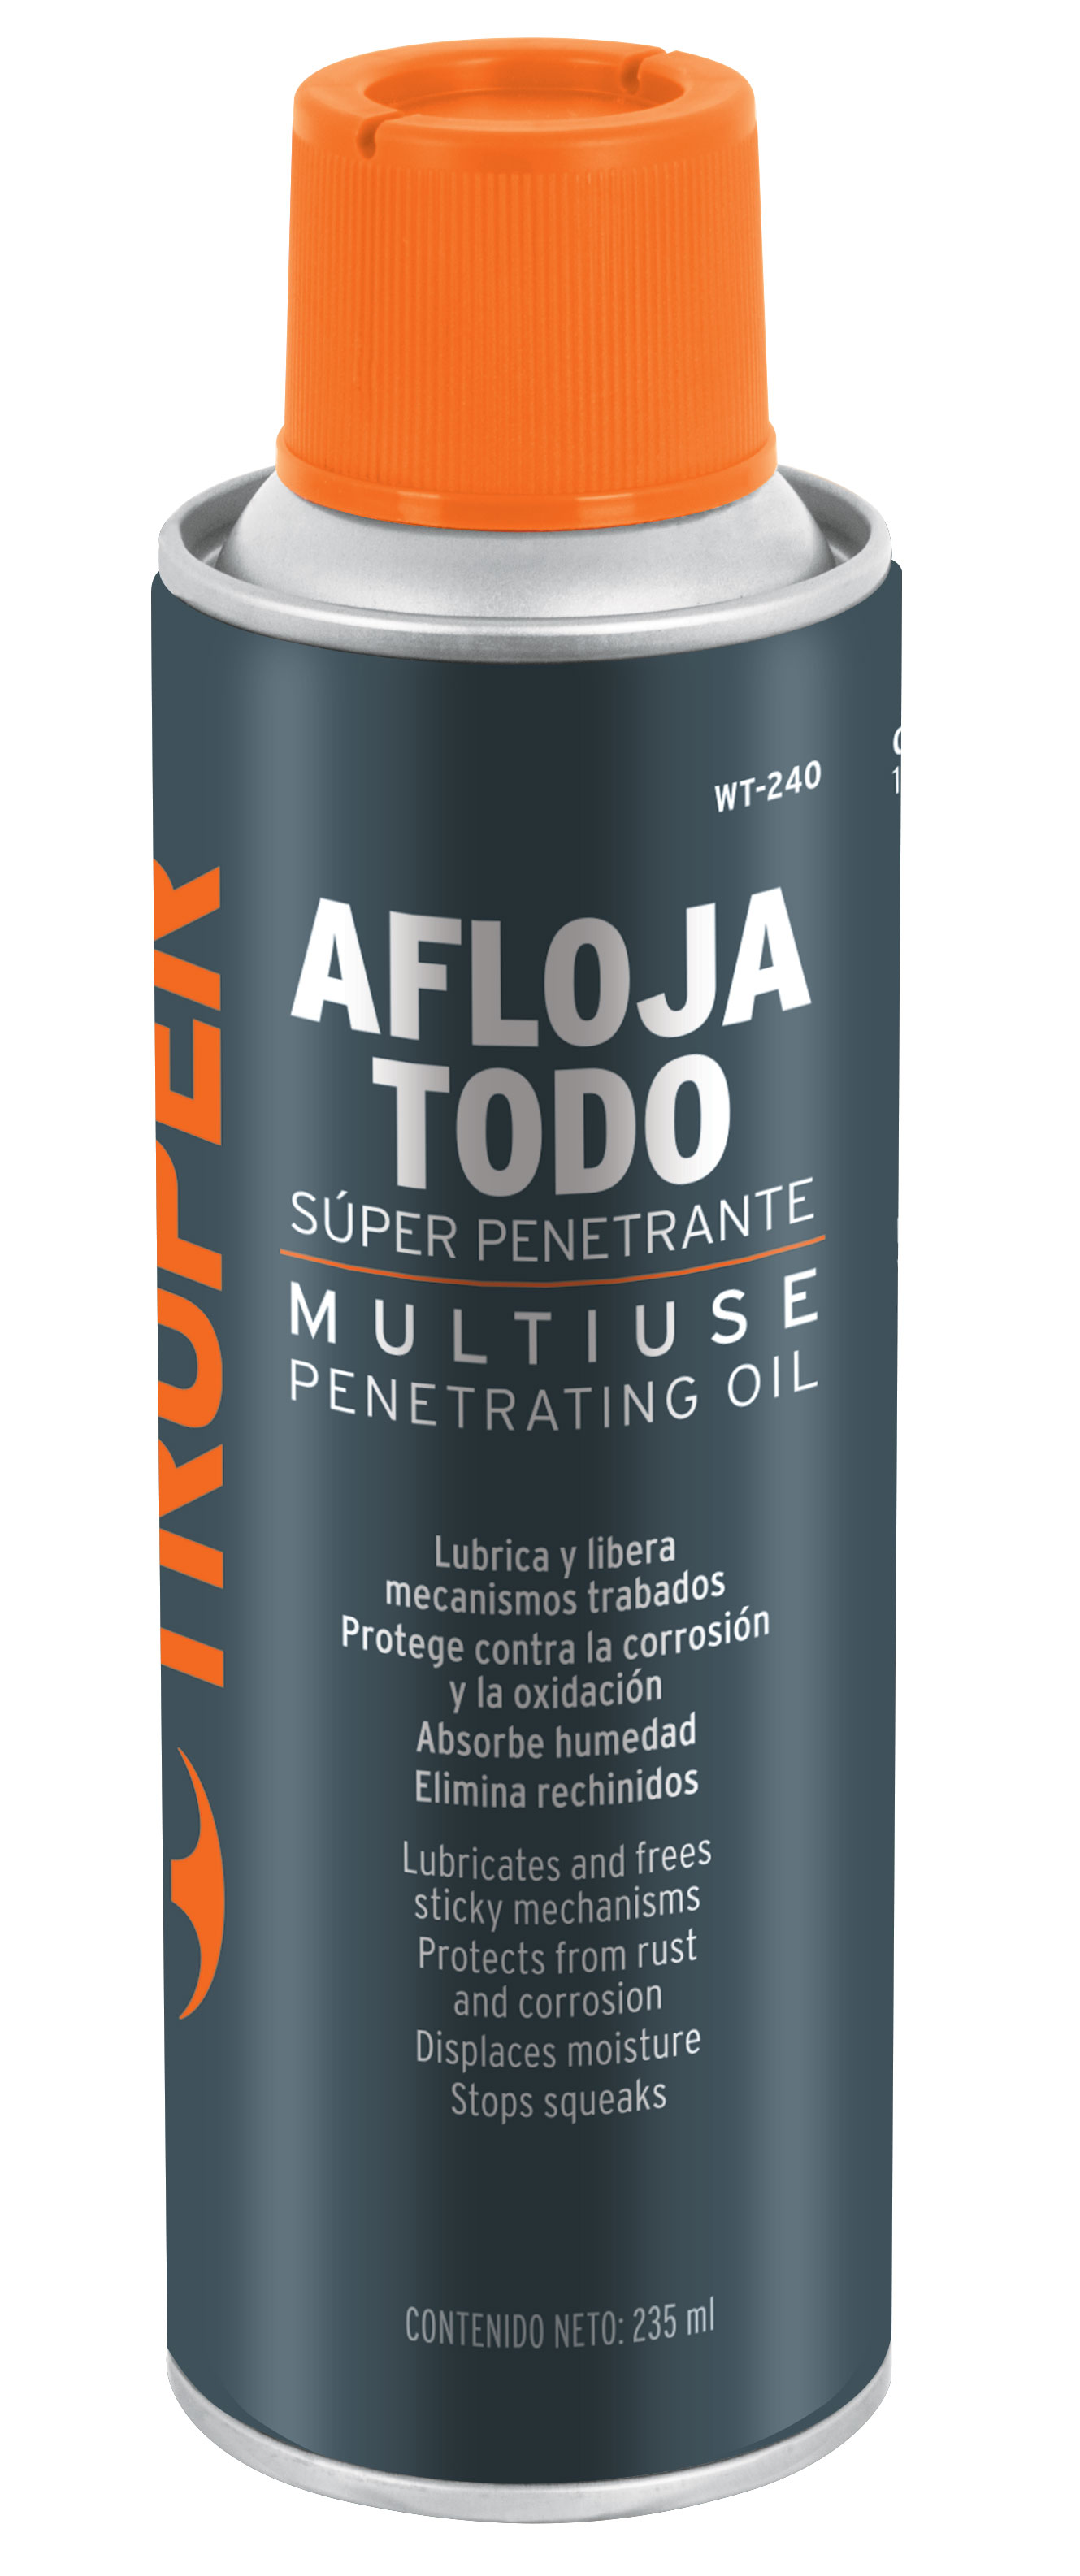 WT-240
TRUPER
AFLOJA
TODO
SÚPER PENETRANTE
MULTIUSE
PENETRATING OIL
Lubrica y libera
mecanismos trabados
Protege contra la corrosión
y la oxidación
Absorbe humedad
Elimina rechinidos
Lubricates and frees
sticky mechanisms
Protects from rust
and corrosion
Displaces moisture
Stops squeaks
CONTENIDO NETO: 235 ml